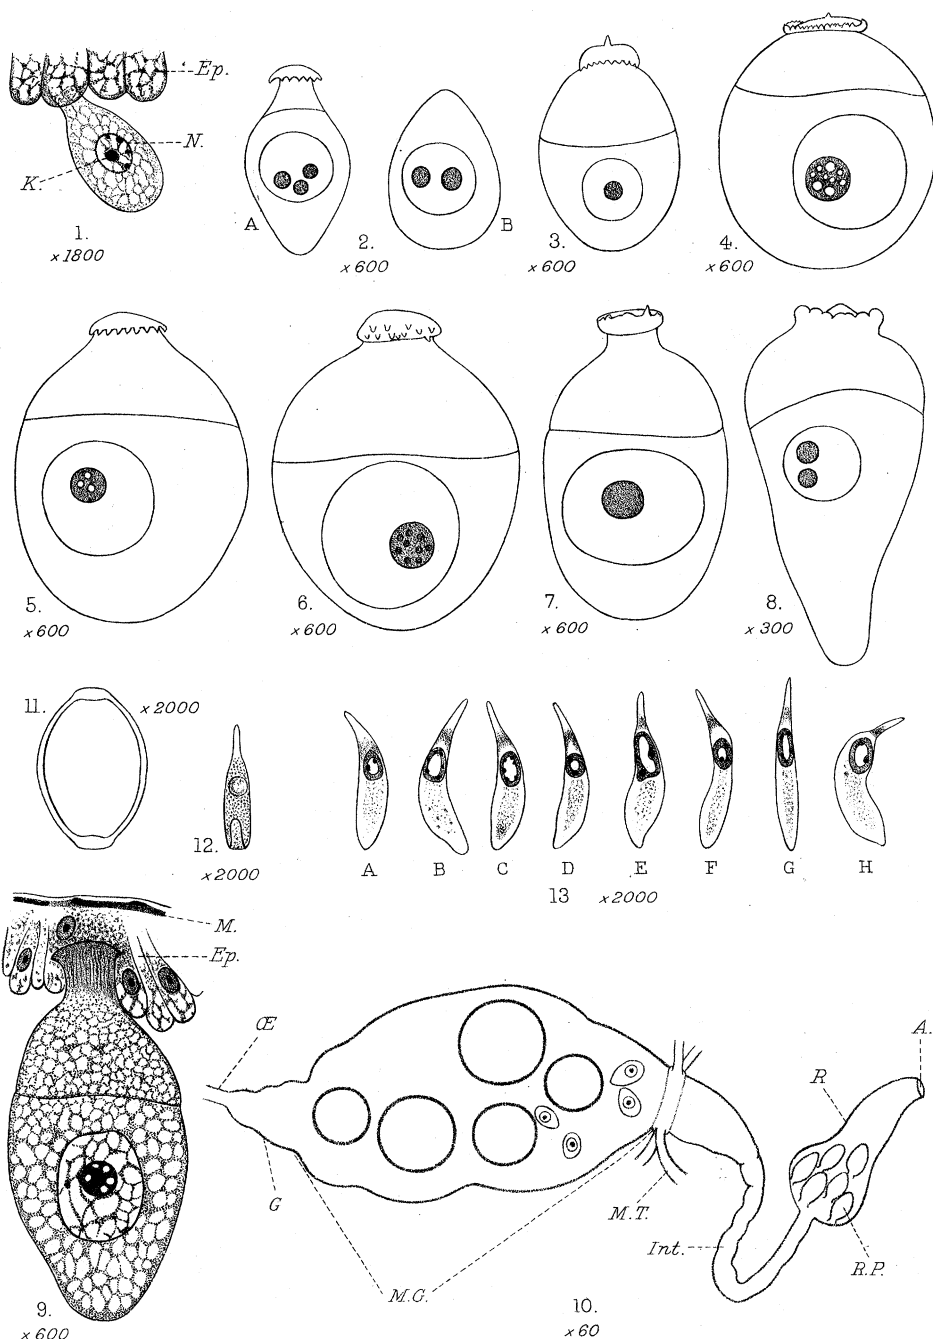 Ep.
N.
K.
1.
×1800
A
2.
×600
B
3.
×600
4.
×600
5.
×600
6.
×600
7.
×600
8.
×300
11.
×2000
12.
×2000
A B C D E F G H
13 ×2000
M.
Ep.
9.
×600
Œ
G
M.G.
M.T.
Int.
R
A.
R.P.
10.
×60